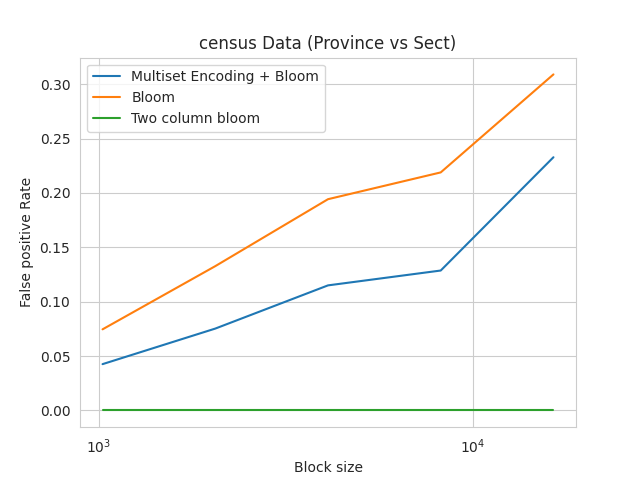 census Data (Province vs Sect)
Multiset Encoding + Bloom
Bloom
Two column bloom
False positive Rate
0.30
0.25
0.20
0.15
0.10
0.05
0.00
10³
10⁴
Block size